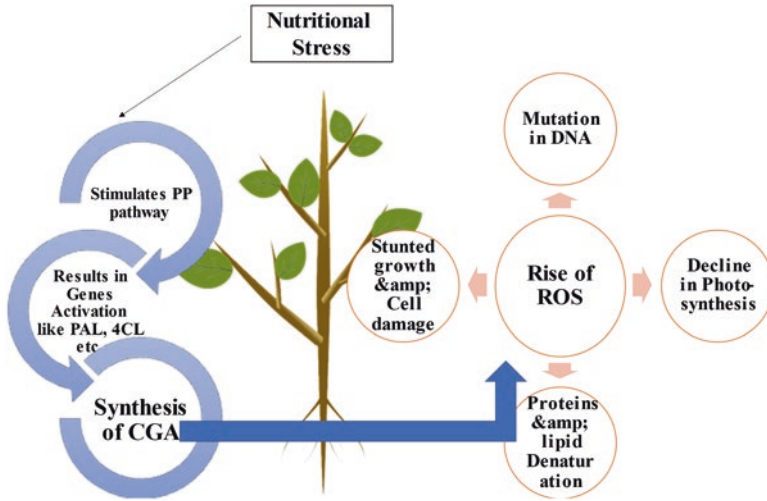 Nutritional
Stress
Stimulates PP
pathway
Results in
Genes
Activation
like PAL, 4CL
etc
Synthesis
of CGA
Mutation
in DNA
Stunted
growth
&amp;
Cell
damage
Rise of
ROS
Decline
in Photo-
synthesis
Proteins
&amp;
lipid
Denatur
ation